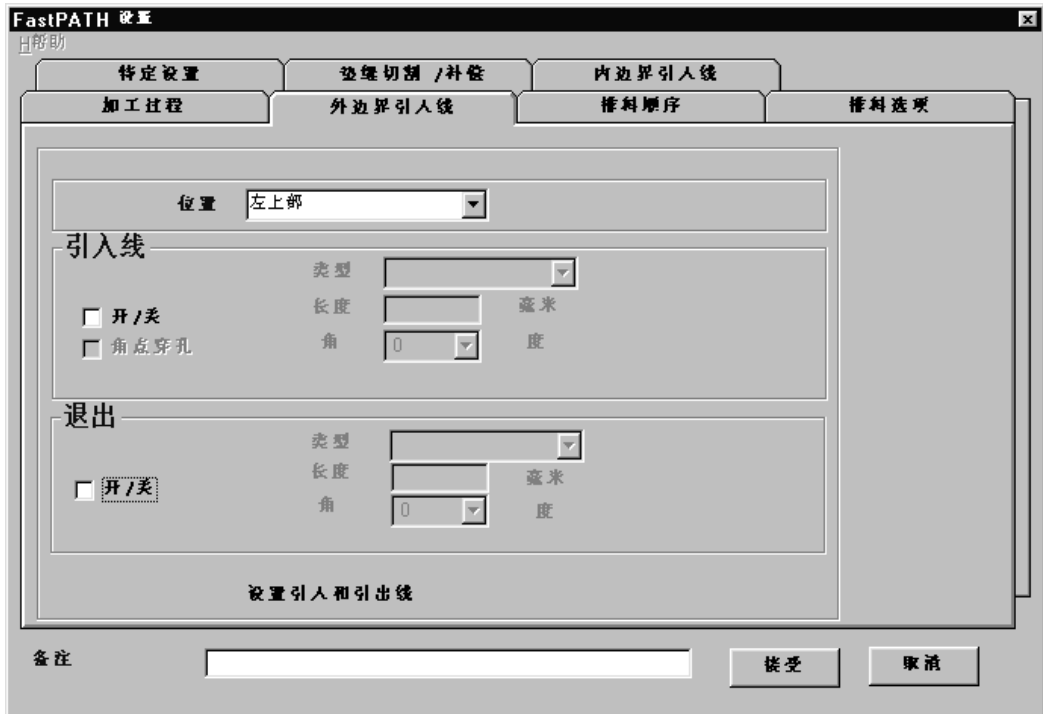 FastPATH 设置
H帮助
特定设置 垫缝切割 /补偿 内边界引入线
加工过程 外边界引入线 排料顺序 排料选项
位置 左上部
引入线
类型
长度 毫米
开/关
角 0 度
角点穿孔
退出
类型
长度 毫米
开/关
角 0 度
设置引入和引出线
备注 接受 取消